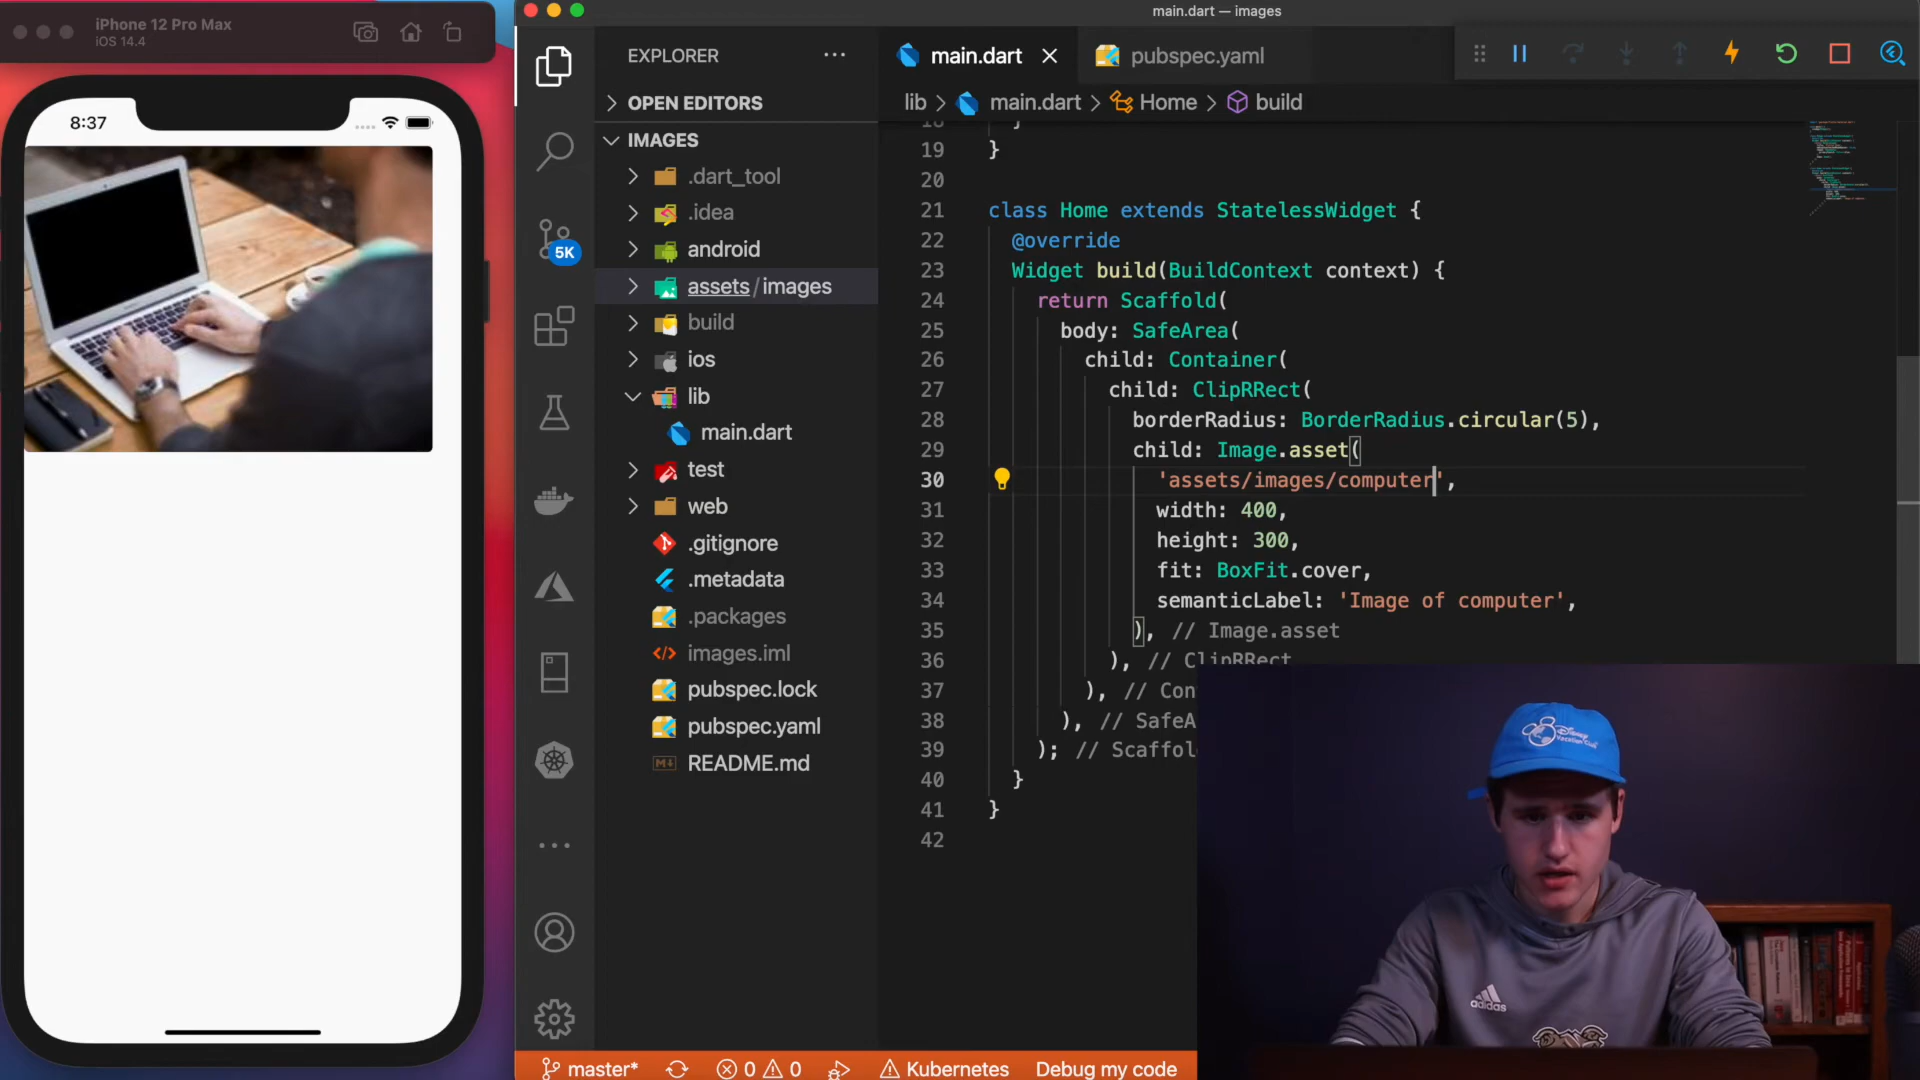 iPhone 12 Pro Max
iOS 14.4
8:37
main.dart — images
EXPLORER
OPEN EDITORS
IMAGES
.dart_tool
.idea
android
assets/images
build
ios
lib
main.dart
test
web
.gitignore
.metadata
.packages
images.iml
pubspec.lock
pubspec.yaml
README.md
5K
main.dart
pubspec.yaml
lib > main.dart > Home > build
18 }
19 }
20
21 class Home extends StatelessWidget {
22 @override
23 Widget build(BuildContext context) {
24 return Scaffold(
25 body: SafeArea(
26 child: Container(
27 child: ClipRRect(
28 borderRadius: BorderRadius.circular(5),
29 child: Image.asset(
30 'assets/images/computer',
31 width: 400,
32 height: 300,
33 fit: BoxFit.cover,
34 semanticLabel: 'Image of computer',
35 ), // Image.asset
36 ), // ClipRRect
37 ), // Con
38 ), // SafeA
39 ); // Scaffol
40 }
41 }
42
Disney
Vacation Club
adidas
master*
0
0
Kubernetes
Debug my code